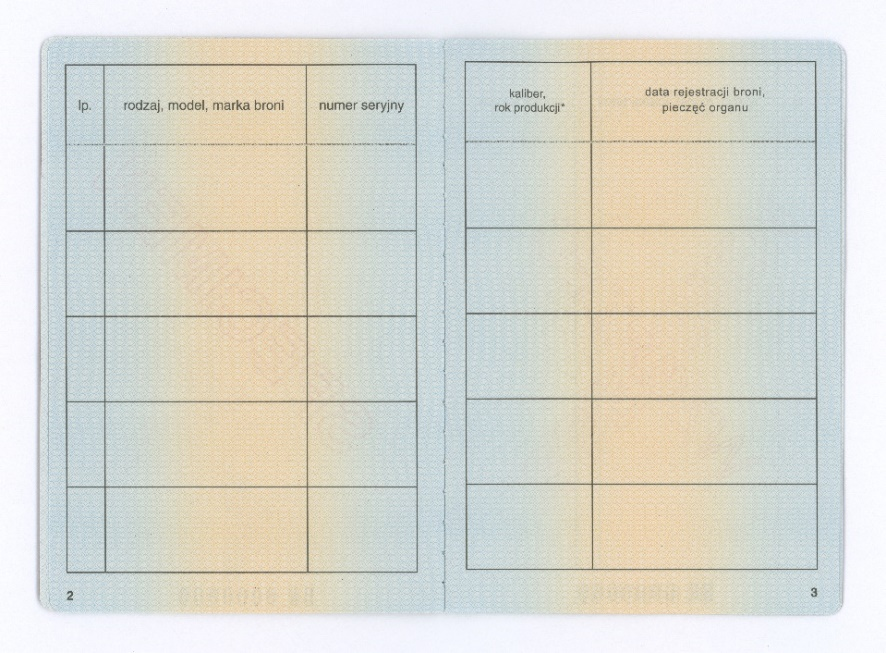 lp.
rodzaj, model, marka broni
numer seryjny
2
kaliber,
rok produkcji*
data rejestracji broni,
pieczęć organu
3